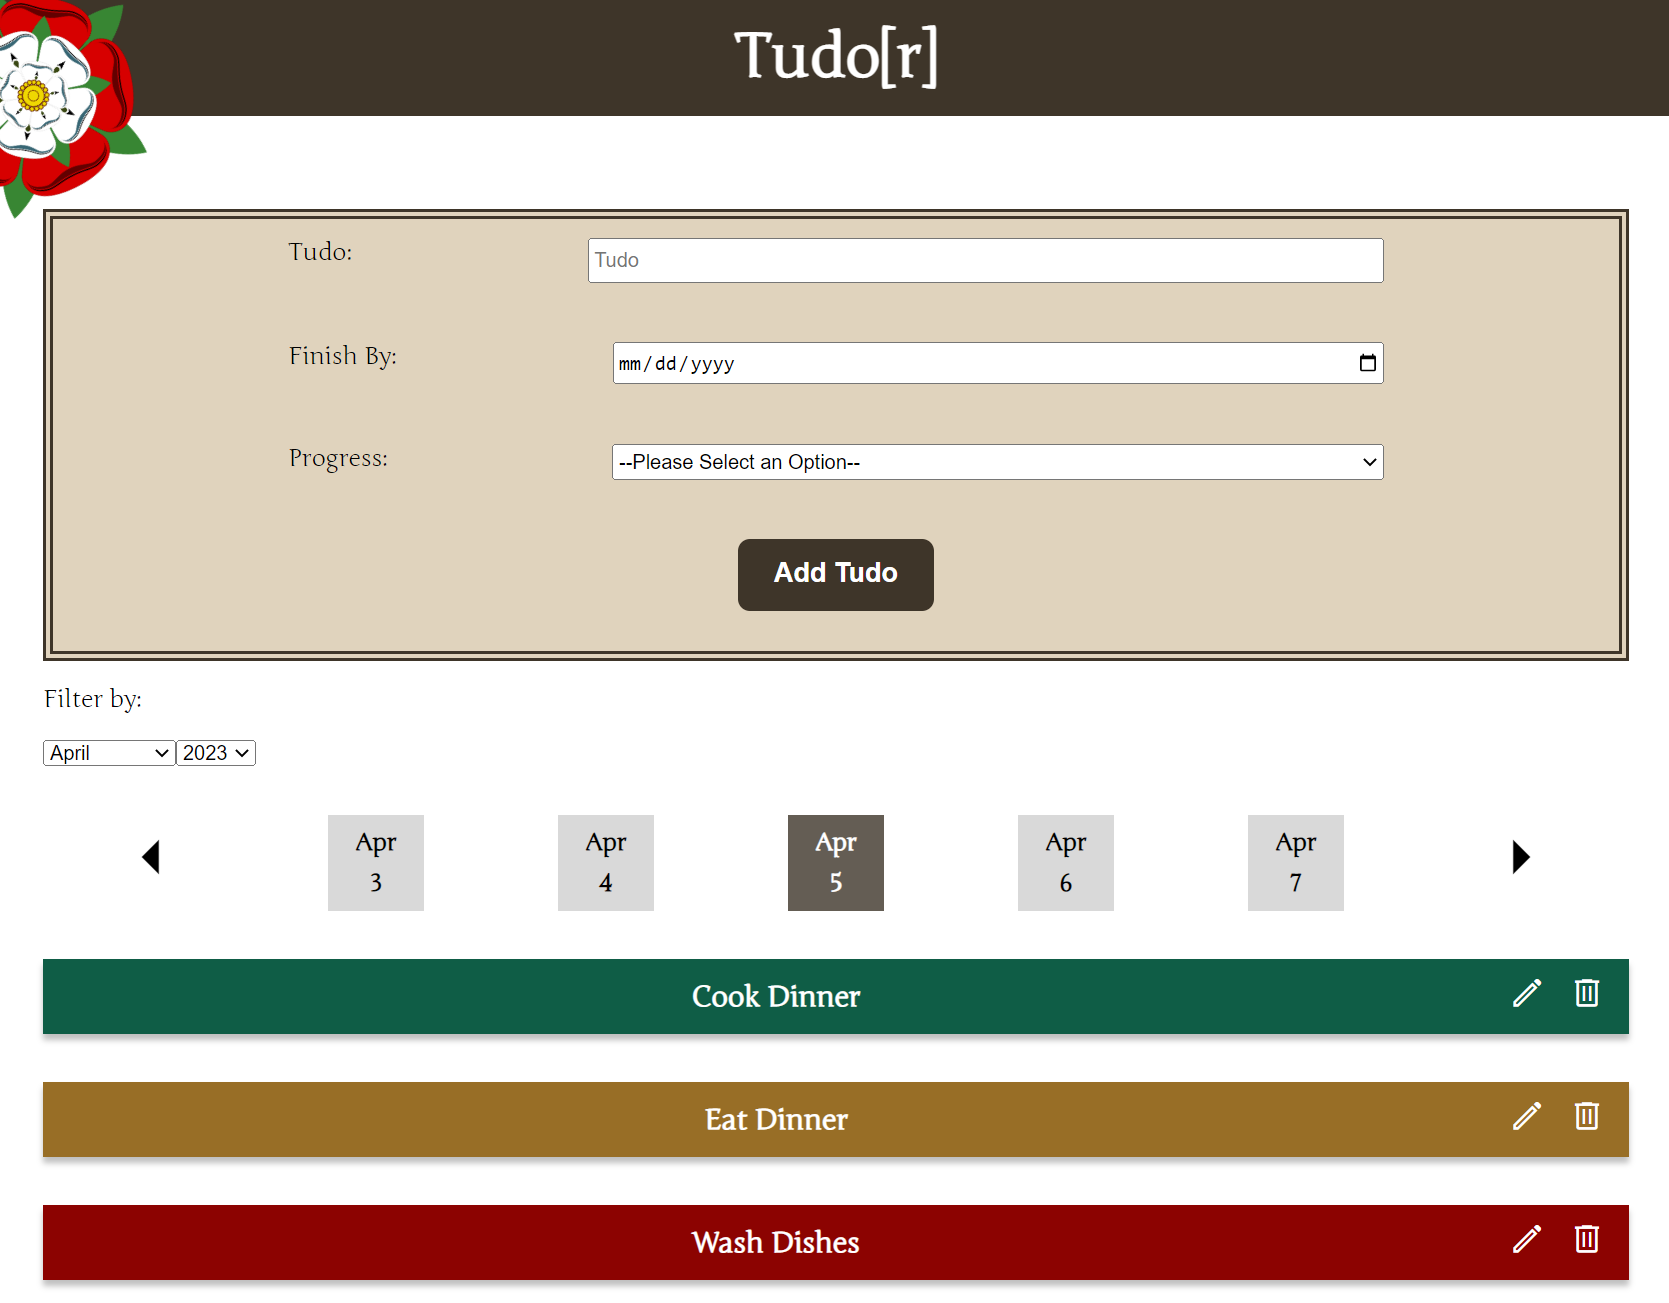 Tudo[r]
Tudo:
Tudo
Finish By:
mm/dd/yyyy
Progress:
--Please Select an Option--
Add Tudo
Filter by:
April 2023
Apr 3
Apr 4
Apr 5
Apr 6
Apr 7
Cook Dinner
Eat Dinner
Wash Dishes